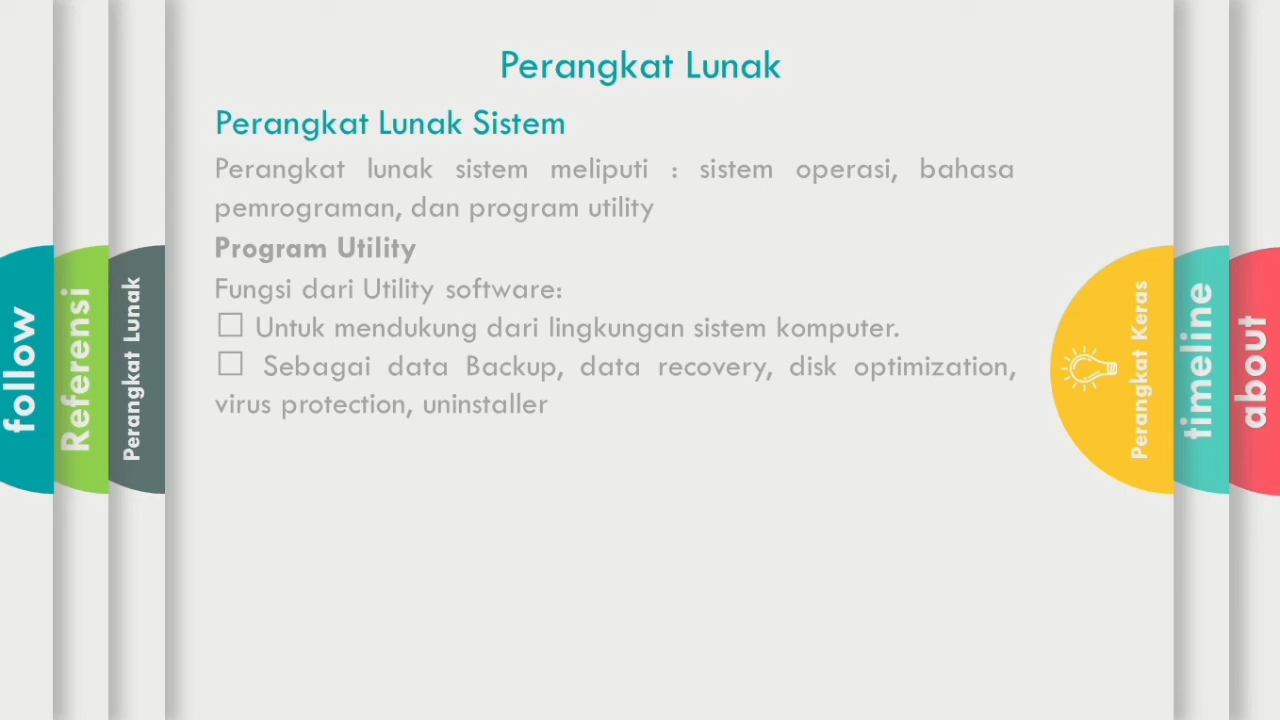 Perangkat Lunak
Perangkat Lunak Sistem
Perangkat lunak sistem meliputi : sistem operasi, bahasa
pemrograman, dan program utility
Program Utility
Fungsi dari Utility software:
☐ Untuk mendukung dari lingkungan sistem komputer.
☐ Sebagai data Backup, data recovery, disk optimization,
virus protection, uninstaller
follow
Referensi
Perangkat Lunak
Perangkat Keras
timeline
about